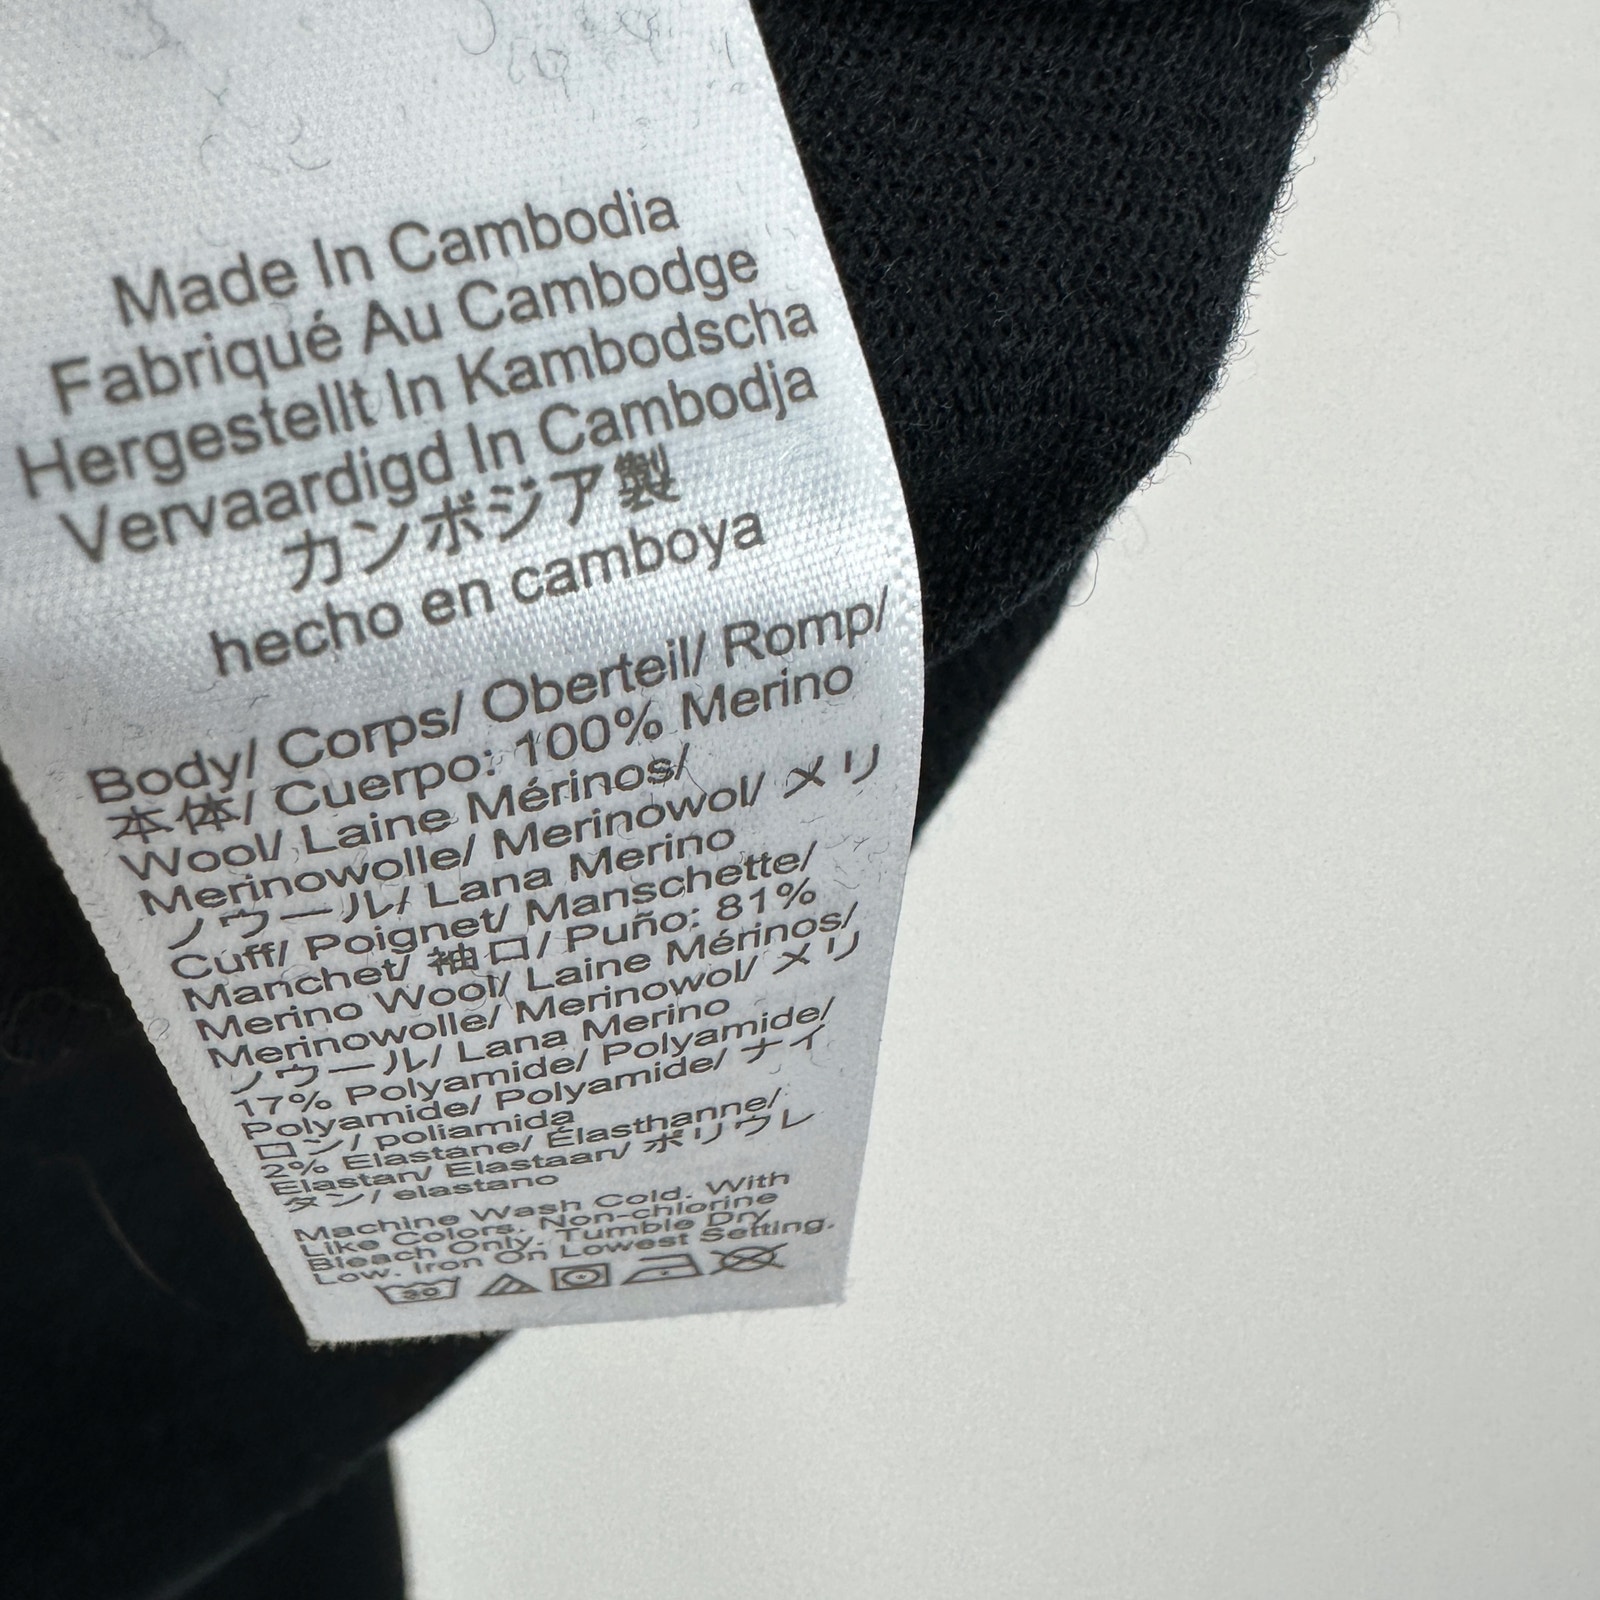 Made In Cambodia
Fabriqué Au Cambodge
Hergestellt In Kambodscha
Vervaardigd In Cambodja
カンボジア製
hecho en camboya
Body/ Corps/ Oberteil/ Romp/
本体/ Cuerpo: 100% Merino
Wool/ Laine Mérinos/
Merinowolle/ Merinowol/ メリ
ノウール/ Lana Merino
Cuff/ Poignet/ Manschette/
Manchet/ 袖口/ Puño: 81%
Merino Wool/ Laine Mérinos/
Merinowolle/ Merinowol/ メリ
ノウール/ Lana Merino
17% Polyamide/ Polyamide/
Polyamide/ Polyamide/ ナイ
ロン/ poliamida
2% Elastane/ Élasthanne/
Elastan/ Elastaan/ ポリウレ
タン/ elastano
Machine Wash Cold. With
Like Colors. Non-chlorine
Bleach Only. Tumble Dry
Low. Iron On Lowest Setting.
30